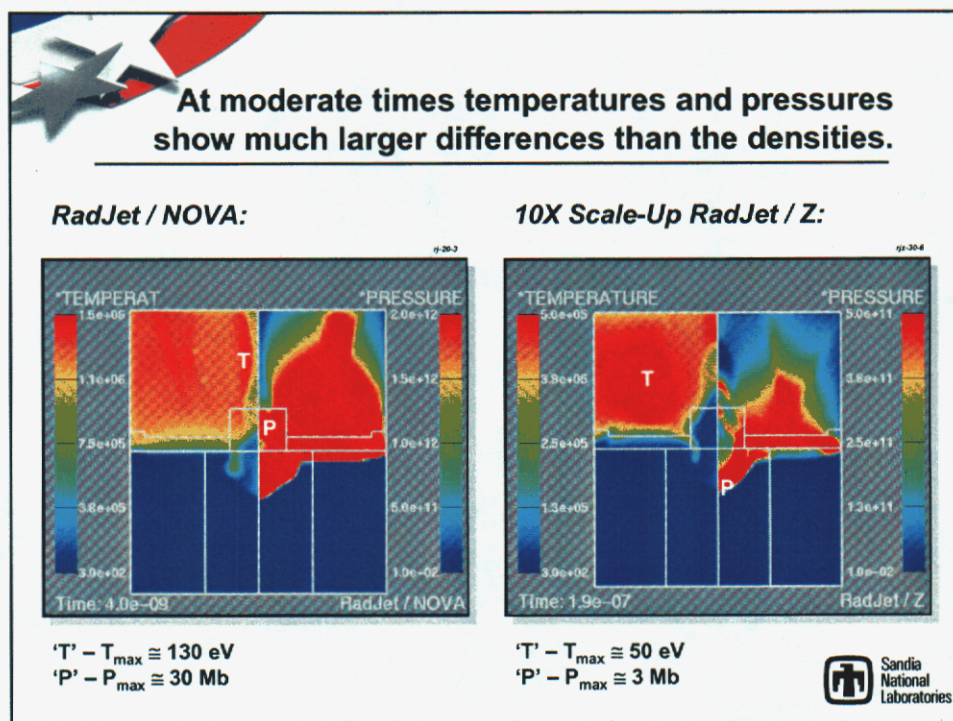 At moderate times temperatures and pressures
show much larger differences than the densities.
RadJet / NOVA:
rj-20-3
*TEMPERAT
*PRESSURE
1.5e+06
2.0e+12
T
1.1e+06
1.5e+12
P
7.5e+05
1.0e+12
3.8e+05
5.0e+11
3.0e+02
1.0e-02
Time: 4.0e-09
RadJet / NOVA
'T' – Tmax ≅ 130 eV
'P' – Pmax ≅ 30 Mb
10X Scale-Up RadJet / Z:
rjz-30-6
*TEMPERATURE
*PRESSURE
5.0e+05
5.0e+11
T
3.8e+05
3.8e+11
2.5e+05
2.5e+11
P
1.3e+05
1.3e+11
3.0e+02
1.0e-02
Time: 1.9e-07
RadJet / Z
'T' – Tmax ≅ 50 eV
'P' – Pmax ≅ 3 Mb
Sandia
National
Laboratories